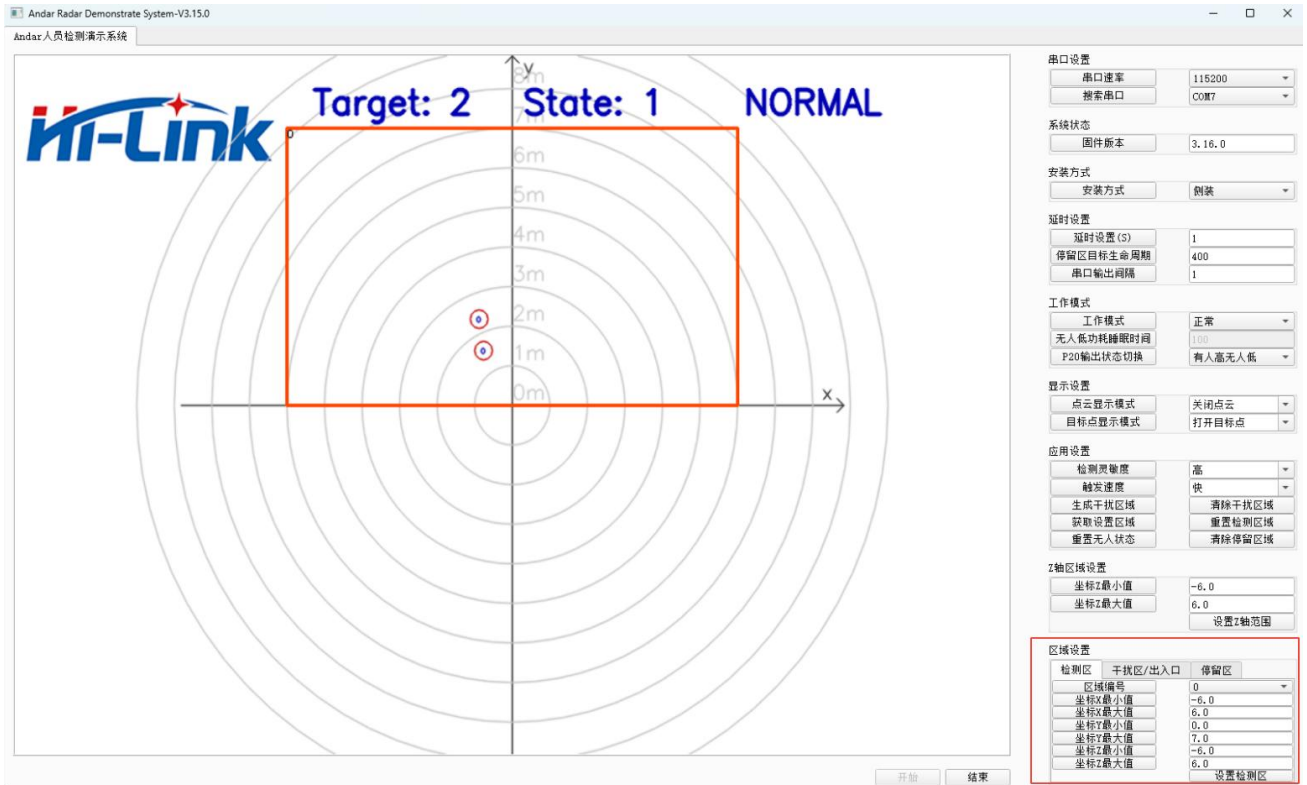 Andar Radar Demonstrate System-V3.15.0
Andar人员检测演示系统
Hi-Link
Target: 2 State: 1 NORMAL
y
8m
7m
0
6m
5m
4m
3m
2m
1m
0m
x
开始 结束
串口设置
串口速率 115200
搜索串口 COM7
系统状态
固件版本 3.16.0
安装方式
安装方式 侧装
延时设置
延时设置(S) 1
停留区目标生命周期 400
串口输出间隔 1
工作模式
工作模式 正常
无人低功耗睡眠时间 100
P20输出状态切换 有人高无人低
显示设置
点云显示模式 关闭点云
目标点显示模式 打开目标点
应用设置
检测灵敏度 高
触发速度 快
生成干扰区域 清除干扰区域
获取设置区域 重置检测区域
重置无人状态 清除停留区域
Z轴区域设置
坐标Z最小值 -6.0
坐标Z最大值 6.0
设置Z轴范围
区域设置
检测区 干扰区/出入口 停留区
区域编号 0
坐标X最小值 -6.0
坐标X最大值 6.0
坐标Y最小值 0.0
坐标Y最大值 7.0
坐标Z最小值 -6.0
坐标Z最大值 6.0
设置检测区